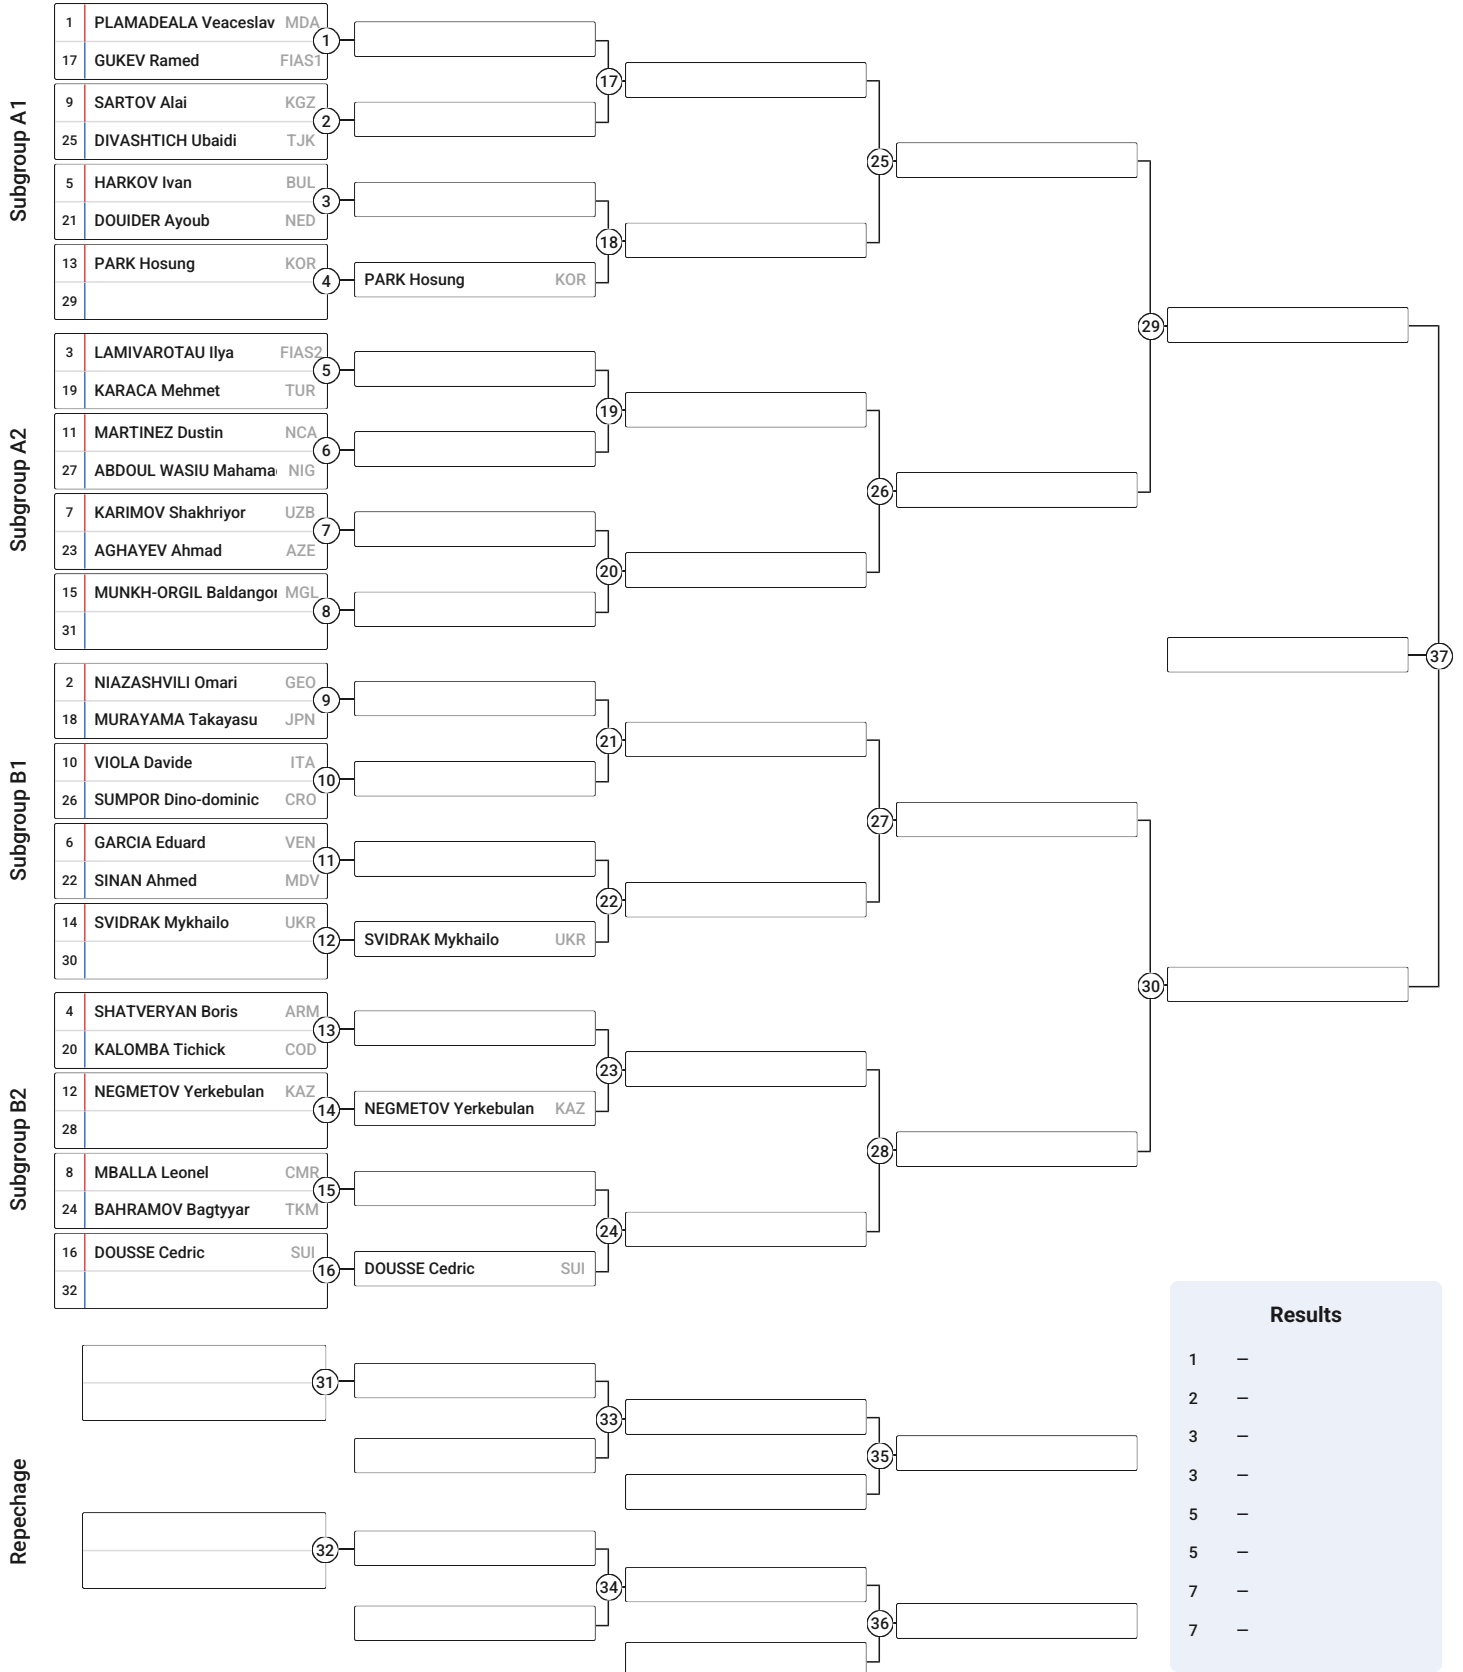 Subgroup A1
1 PLAMADEALA Veaceslav MDA
17 GUKEV Ramed FIAS1
1
9 SARTOV Alai KGZ
25 DIVASHTICH Ubaidi TJK
2
17
5 HARKOV Ivan BUL
21 DOUIDER Ayoub NED
3
13 PARK Hosung KOR
29
4
PARK Hosung KOR
18
25
Subgroup A2
3 LAMIVAROTAU Ilya FIAS2
19 KARACA Mehmet TUR
5
11 MARTINEZ Dustin NCA
27 ABDOUL WASIU Mahama NIG
6
19
7 KARIMOV Shakhriyor UZB
23 AGHAYEV Ahmad AZE
7
15 MUNKH-ORGIL Baldangor MGL
31
8
20
26
29
Subgroup B1
2 NIAZASHVILI Omari GEO
18 MURAYAMA Takayasu JPN
9
10 VIOLA Davide ITA
26 SUMPOR Dino-dominic CRO
10
21
6 GARCIA Eduard VEN
22 SINAN Ahmed MDV
11
14 SVIDRAK Mykhailo UKR
30
12
SVIDRAK Mykhailo UKR
22
27
Subgroup B2
4 SHATVERYAN Boris ARM
20 KALOMBA Tichick COD
13
12 NEGMETOV Yerkebulan KAZ
28
14
NEGMETOV Yerkebulan KAZ
23
8 MBALLA Leonel CMR
24 BAHRAMOV Bagtyyar TKM
15
16 DOUSSE Cedric SUI
32
16
DOUSSE Cedric SUI
24
28
30
37
Repechage
31
33
35
32
34
36
Results
1 –
2 –
3 –
3 –
5 –
5 –
7 –
7 –